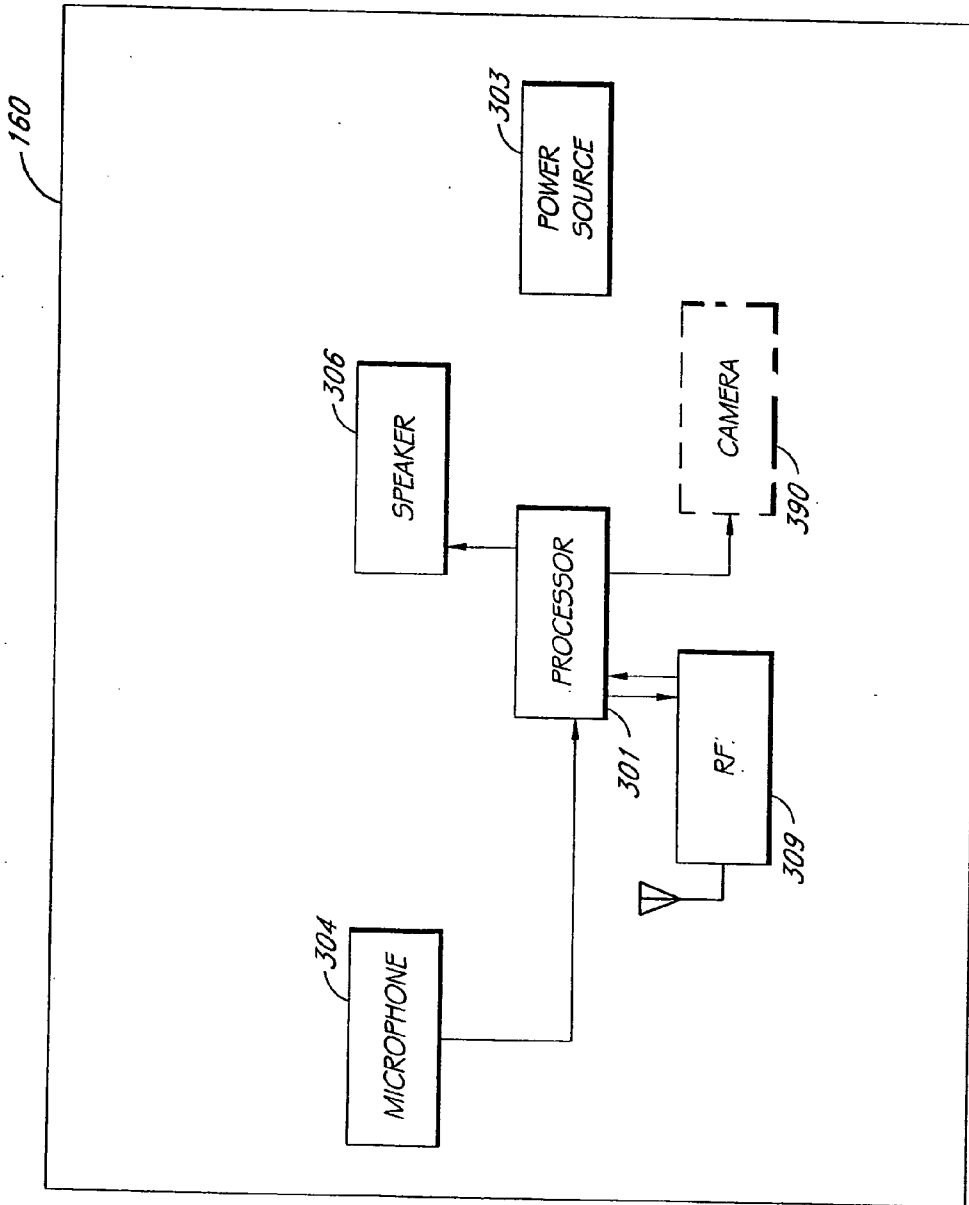 160
304
MICROPHONE
306
SPEAKER
303
POWER
SOURCE
PROCESSOR
301
RF
309
CAMERA
390